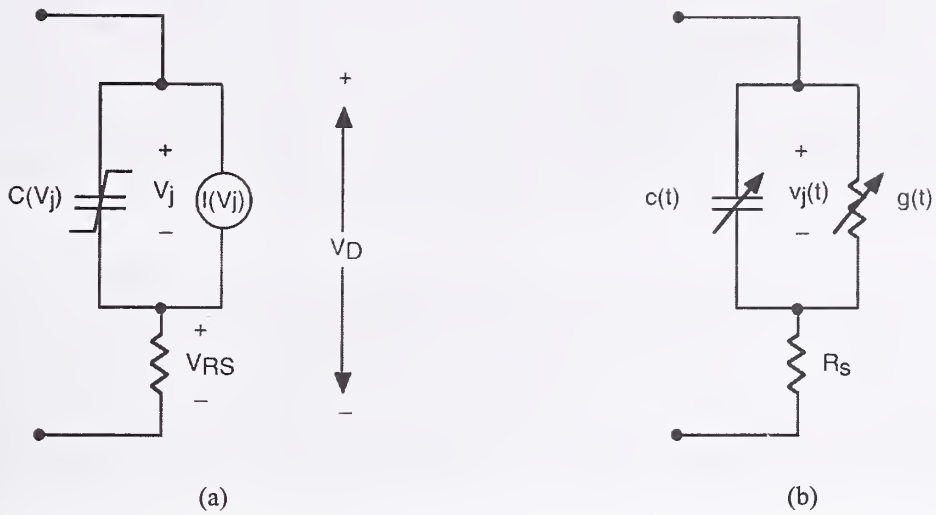 +
C(Vj)
+
Vj
–
I(Vj)
VD
+
VRS
–
–
(a)
+
c(t)
vj(t)
–
g(t)
Rs
(b)